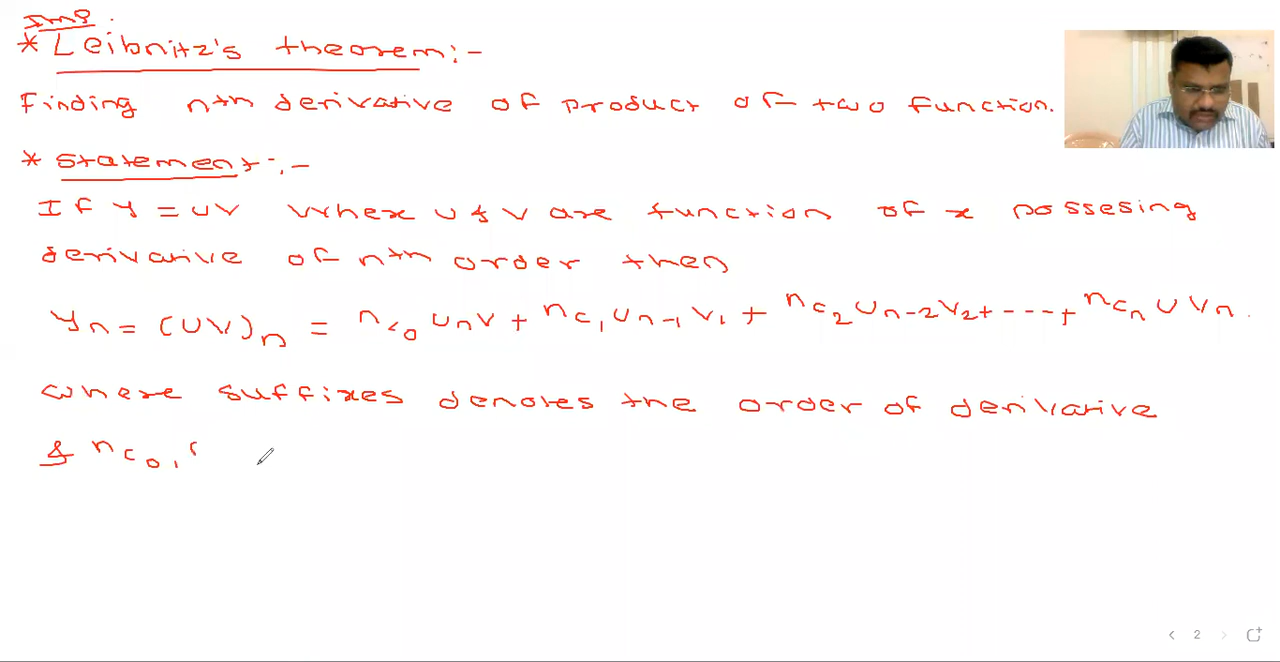 Imp.
* Leibnitz's theorem:-
Finding nth derivative of product of two function.
* Statement:-
If y = uv where u & v are function of x possesing
derivative of nth order then
yn = (uv)n = nc0 un v + nc1 un-1 v1 + nc2 un-2 v2 + ---- + ncn u vn.
where suffixes denotes the order of derivative
& nc0,
2